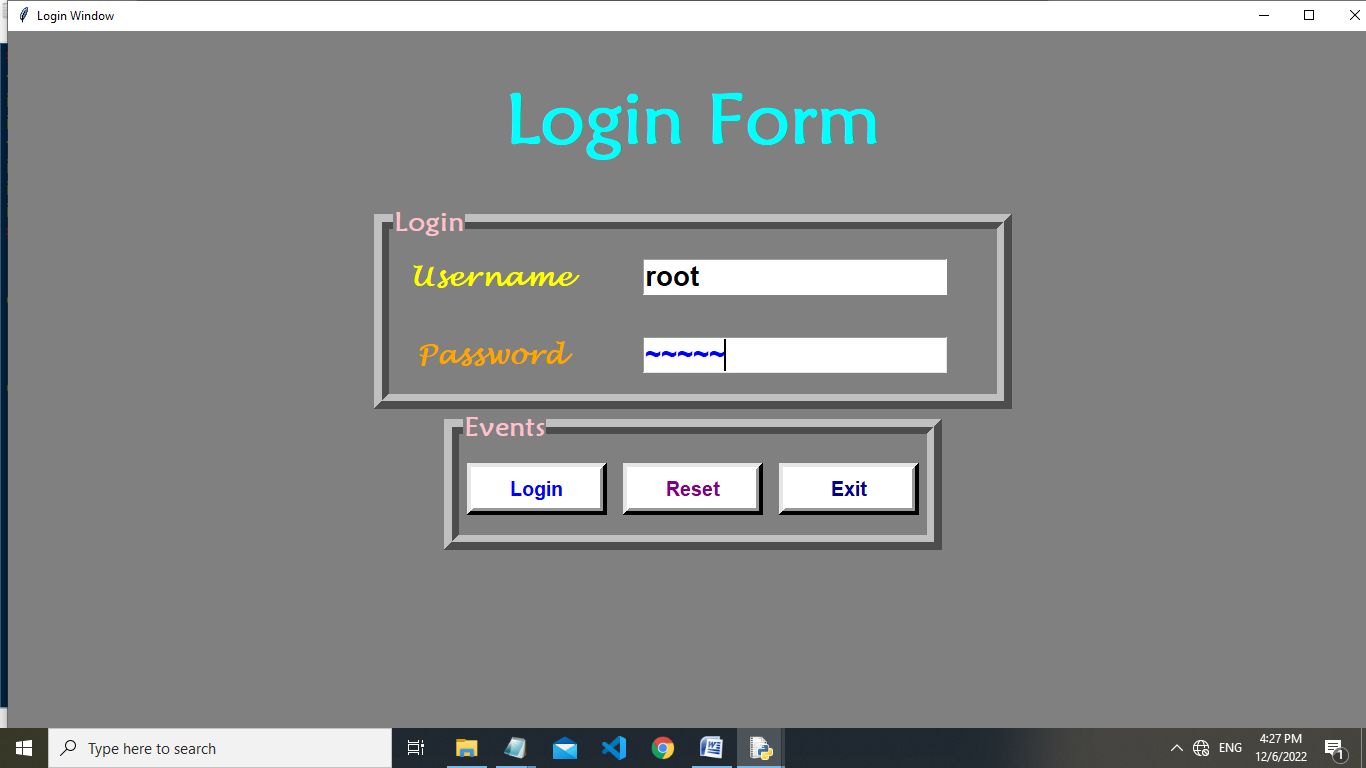 Login Window
Login Form
Login
Username root
Password ~~~~~
Events
Login Reset Exit
Type here to search
ENG
4:27 PM
12/6/2022
1